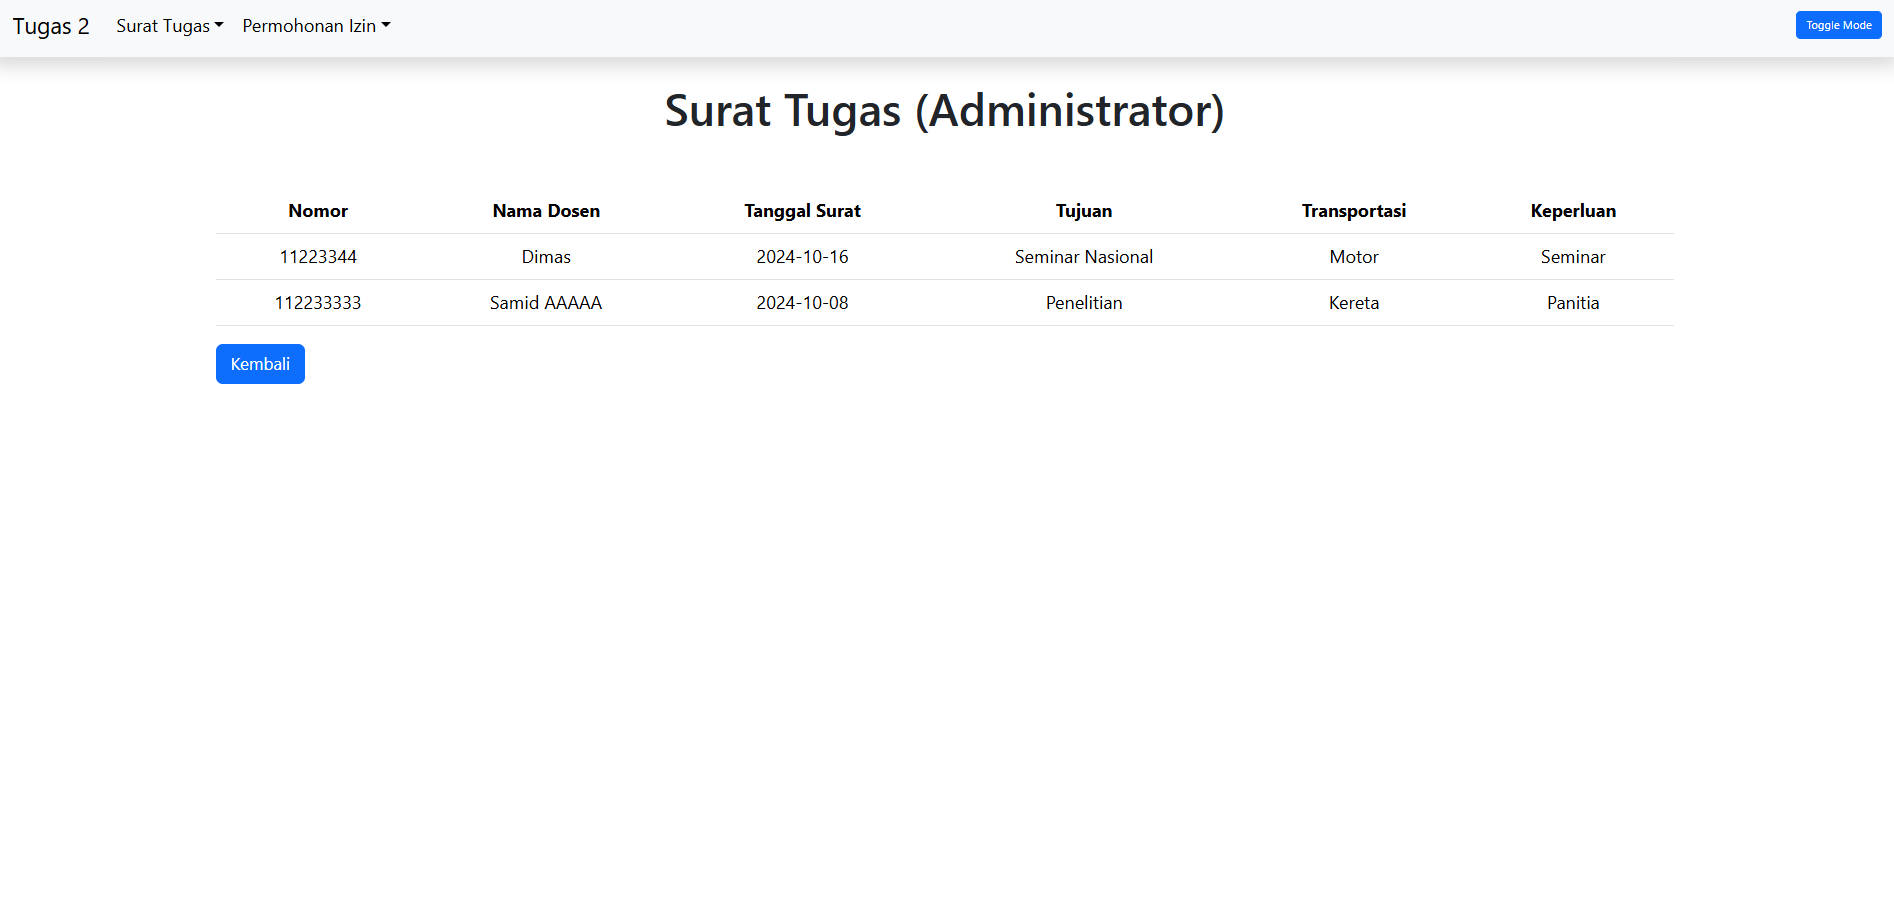 Tugas 2 Surat Tugas Permohonan Izin Toggle Mode
Surat Tugas (Administrator)
Nomor Nama Dosen Tanggal Surat Tujuan Transportasi Keperluan
11223344 Dimas 2024-10-16 Seminar Nasional Motor Seminar
112233333 Samid AAAAA 2024-10-08 Penelitian Kereta Panitia
Kembali